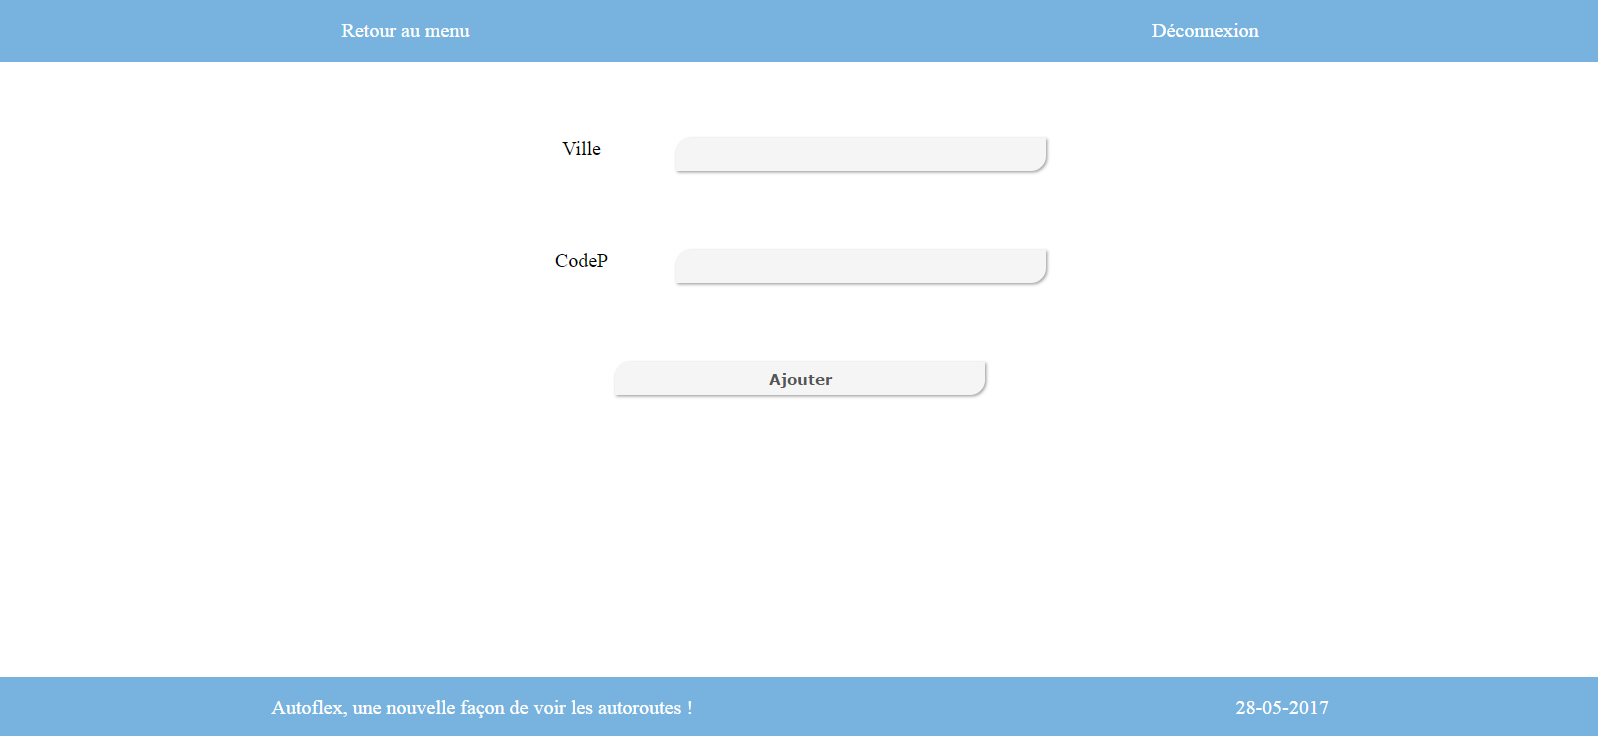 Retour au menu
Déconnexion
Ville
CodeP
Ajouter
Autoflex, une nouvelle façon de voir les autoroutes !
28-05-2017